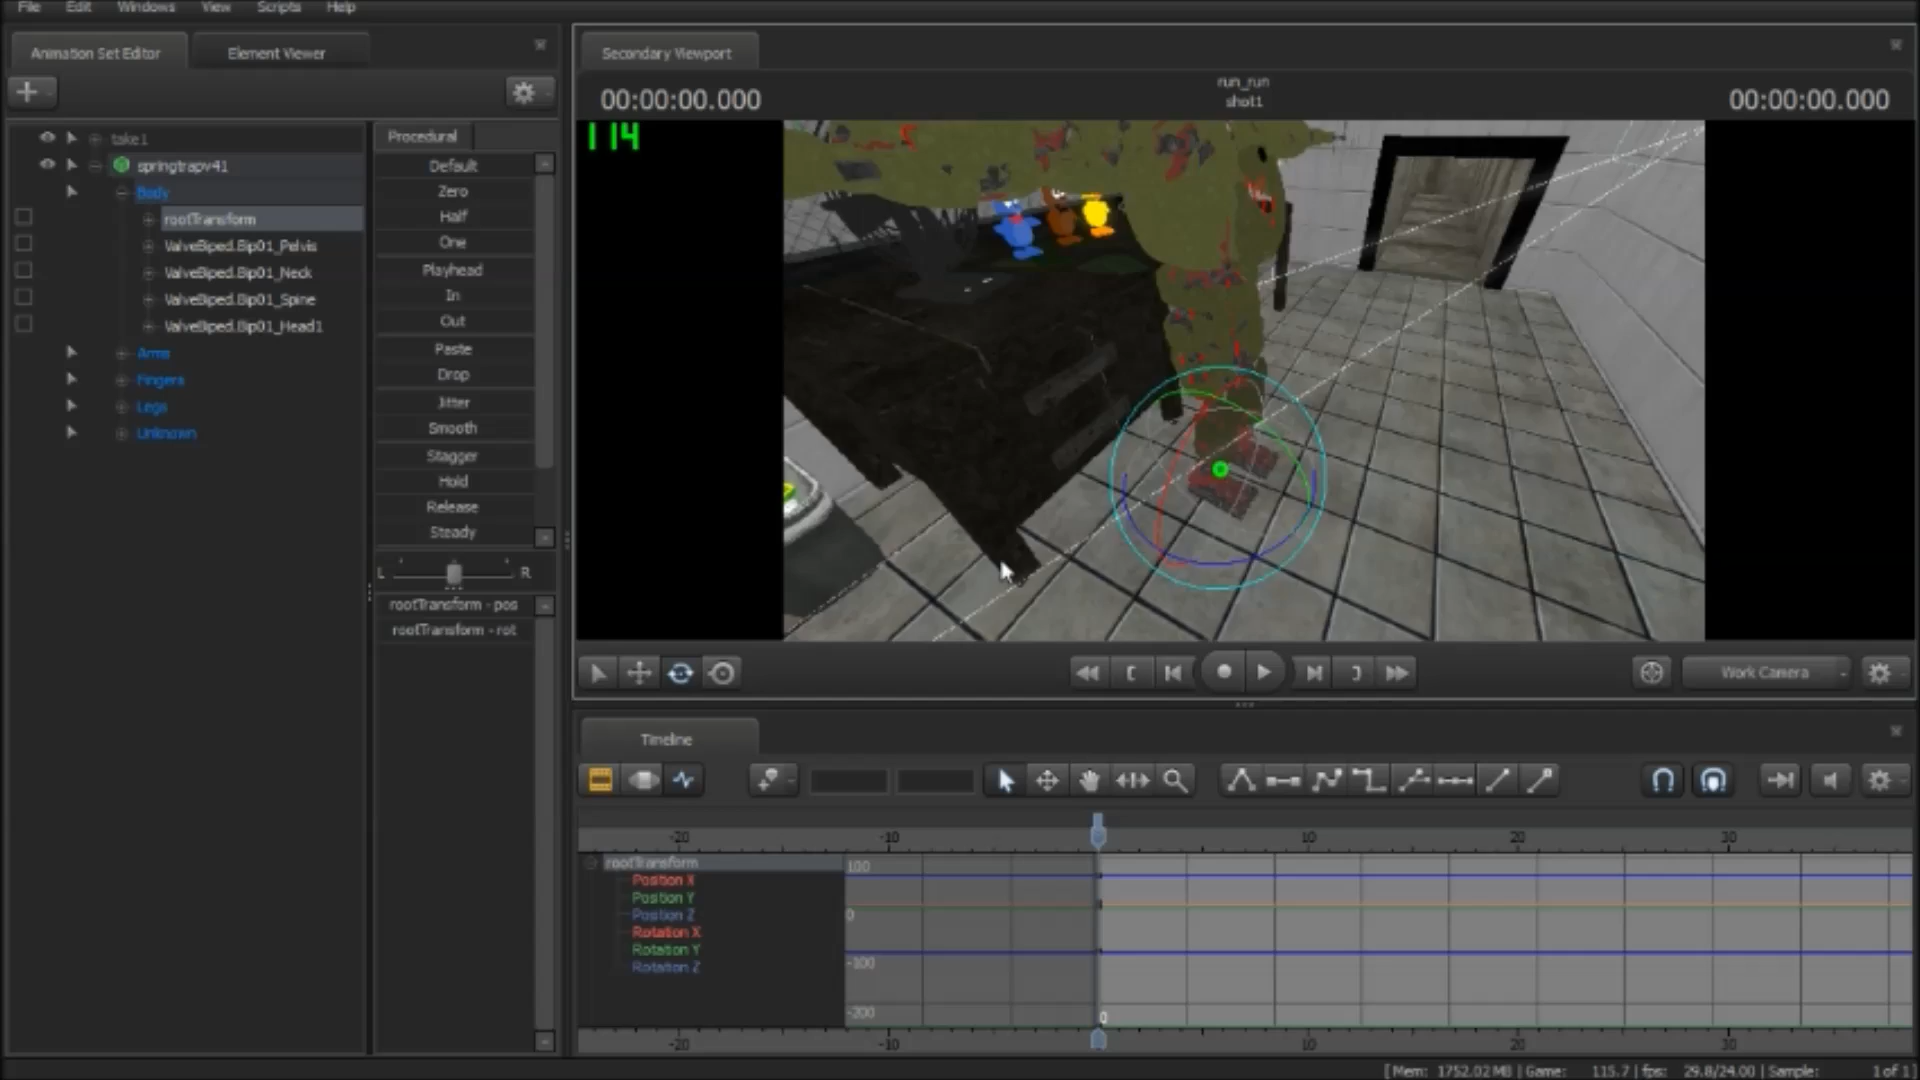 File Edit Windows View Scripts Help
Animation Set Editor Element Viewer
Secondary Viewport
00:00:00.000
run_run
shot1
00:00:00.000
114
take1
springtrapv41
Body
rootTransform
ValveBiped.Bip01_Pelvis
ValveBiped.Bip01_Neck
ValveBiped.Bip01_Spine
ValveBiped.Bip01_Head1
Arms
Fingers
Legs
Unknown
Procedural
Default
Zero
Half
One
Playhead
In
Out
Paste
Drop
Jitter
Smooth
Stagger
Hold
Release
Steady
L R
rootTransform - pos
rootTransform - rot
Work Camera
Timeline
-20 -10 10 20 30
rootTransform
Position X
Position Y
Position Z
Rotation X
Rotation Y
Rotation Z
100
0
-100
-200
0
-20 -10 10 20 30
[ Mem: 1752.02 MB | Game: 115.7 | fps: 29.8/24.00 | Sample: 1 of 1 ]